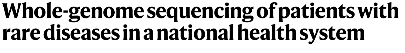 Whole-genome sequencing of patients with
rare diseases in a national health system